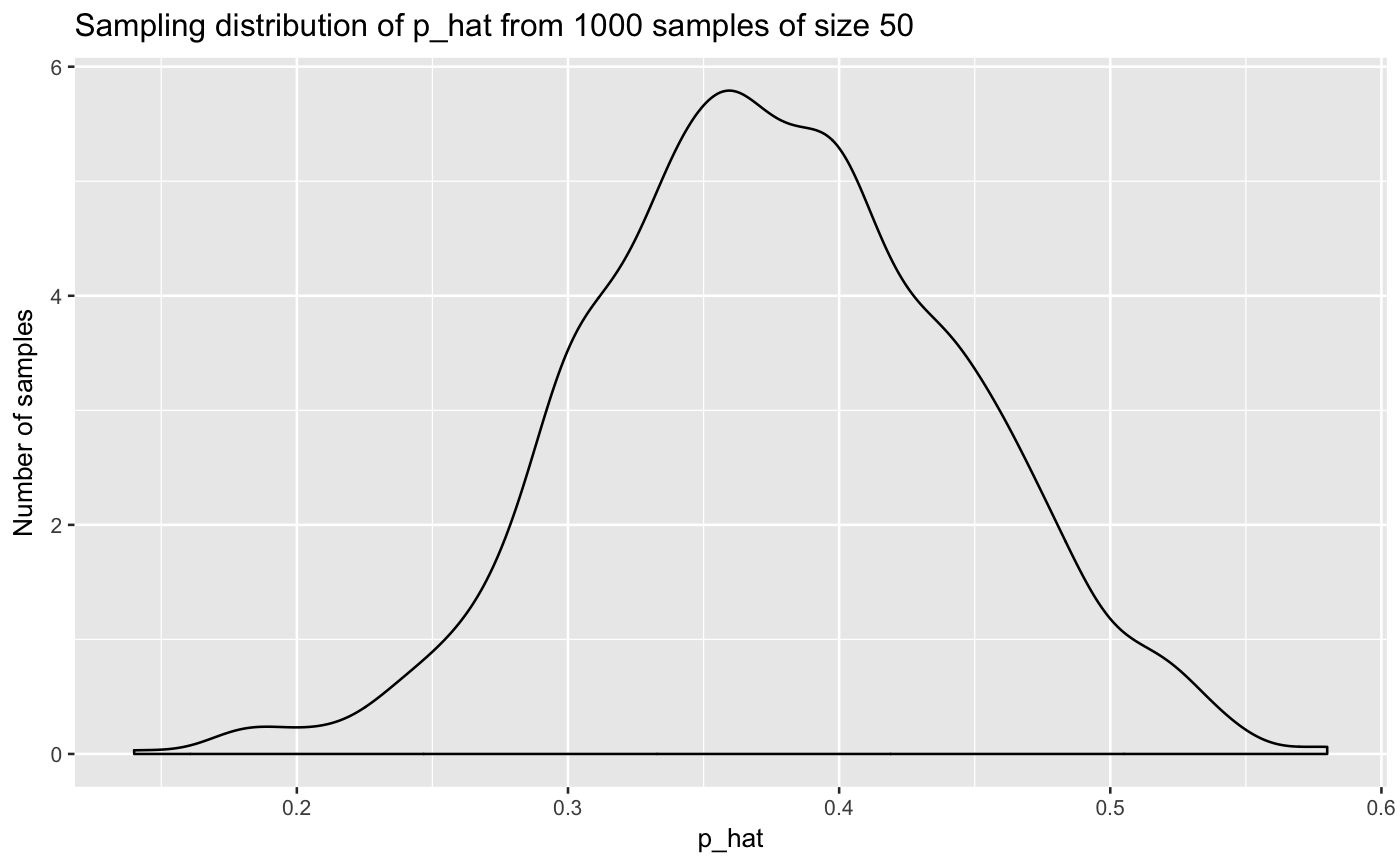 Sampling distribution of p_hat from 1000 samples of size 50
6
4
2
0
Number of samples
0.2 0.3 0.4 0.5 0.6
p_hat